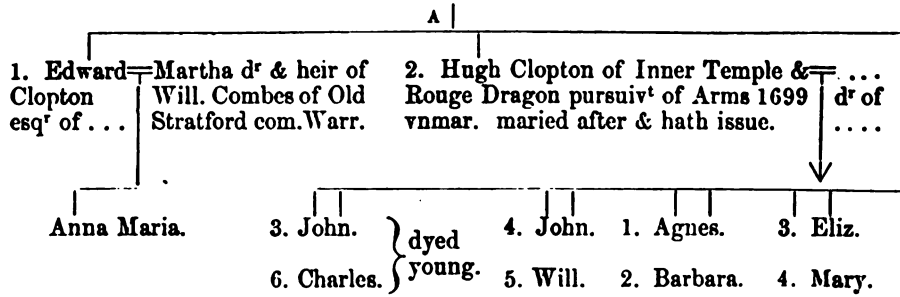 A
1. Edward=Martha dʳ & heir of 2. Hugh Clopton of Inner Temple &= ...
Clopton Will. Combes of Old Rouge Dragon pursuivᵗ of Arms 1699 dʳ of
esqʳ of ... Stratford com. Warr. vnmar. maried after & hath issue. ....
Anna Maria. 3. John. } dyed young. 4. John. 1. Agnes. 3. Eliz.
6. Charles. 5. Will. 2. Barbara. 4. Mary.